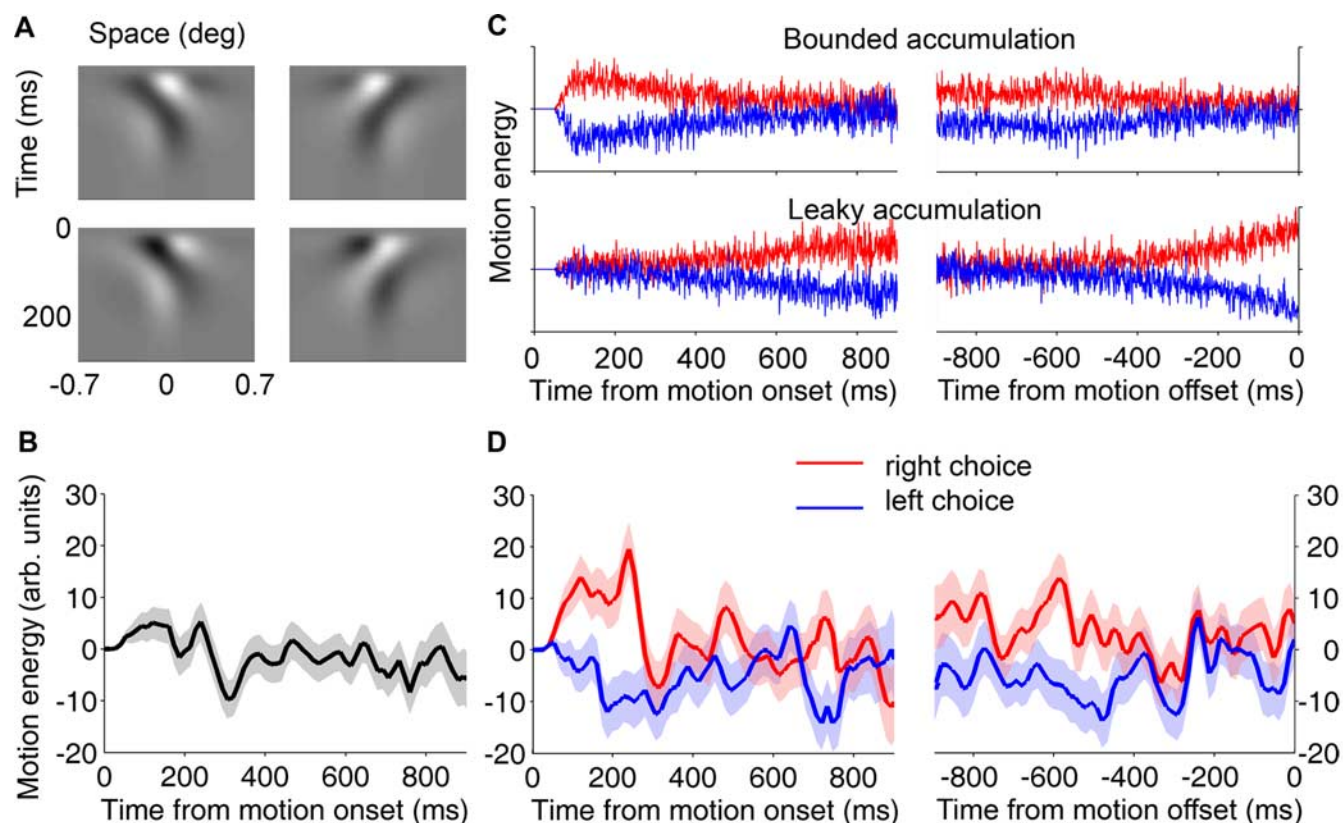 A
Space (deg)
Time (ms)
0
200
-0.7 0 0.7
C
Bounded accumulation
Leaky accumulation
Motion energy
0 200 400 600 800
-800 -600 -400 -200 0
Time from motion onset (ms)
Time from motion offset (ms)
B
Motion energy (arb. units)
30
20
10
0
-10
-20
0 200 400 600 800
Time from motion onset (ms)
D
right choice
left choice
30
20
10
0
-10
-20
0 200 400 600 800
Time from motion onset (ms)
30
20
10
0
-10
-20
-800 -600 -400 -200 0
Time from motion offset (ms)